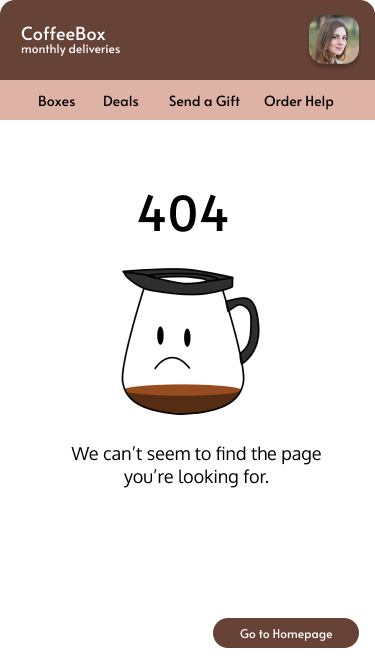 CoffeeBox
monthly deliveries
Boxes Deals Send a Gift Order Help
404
We can’t seem to find the page
you’re looking for.
Go to Homepage